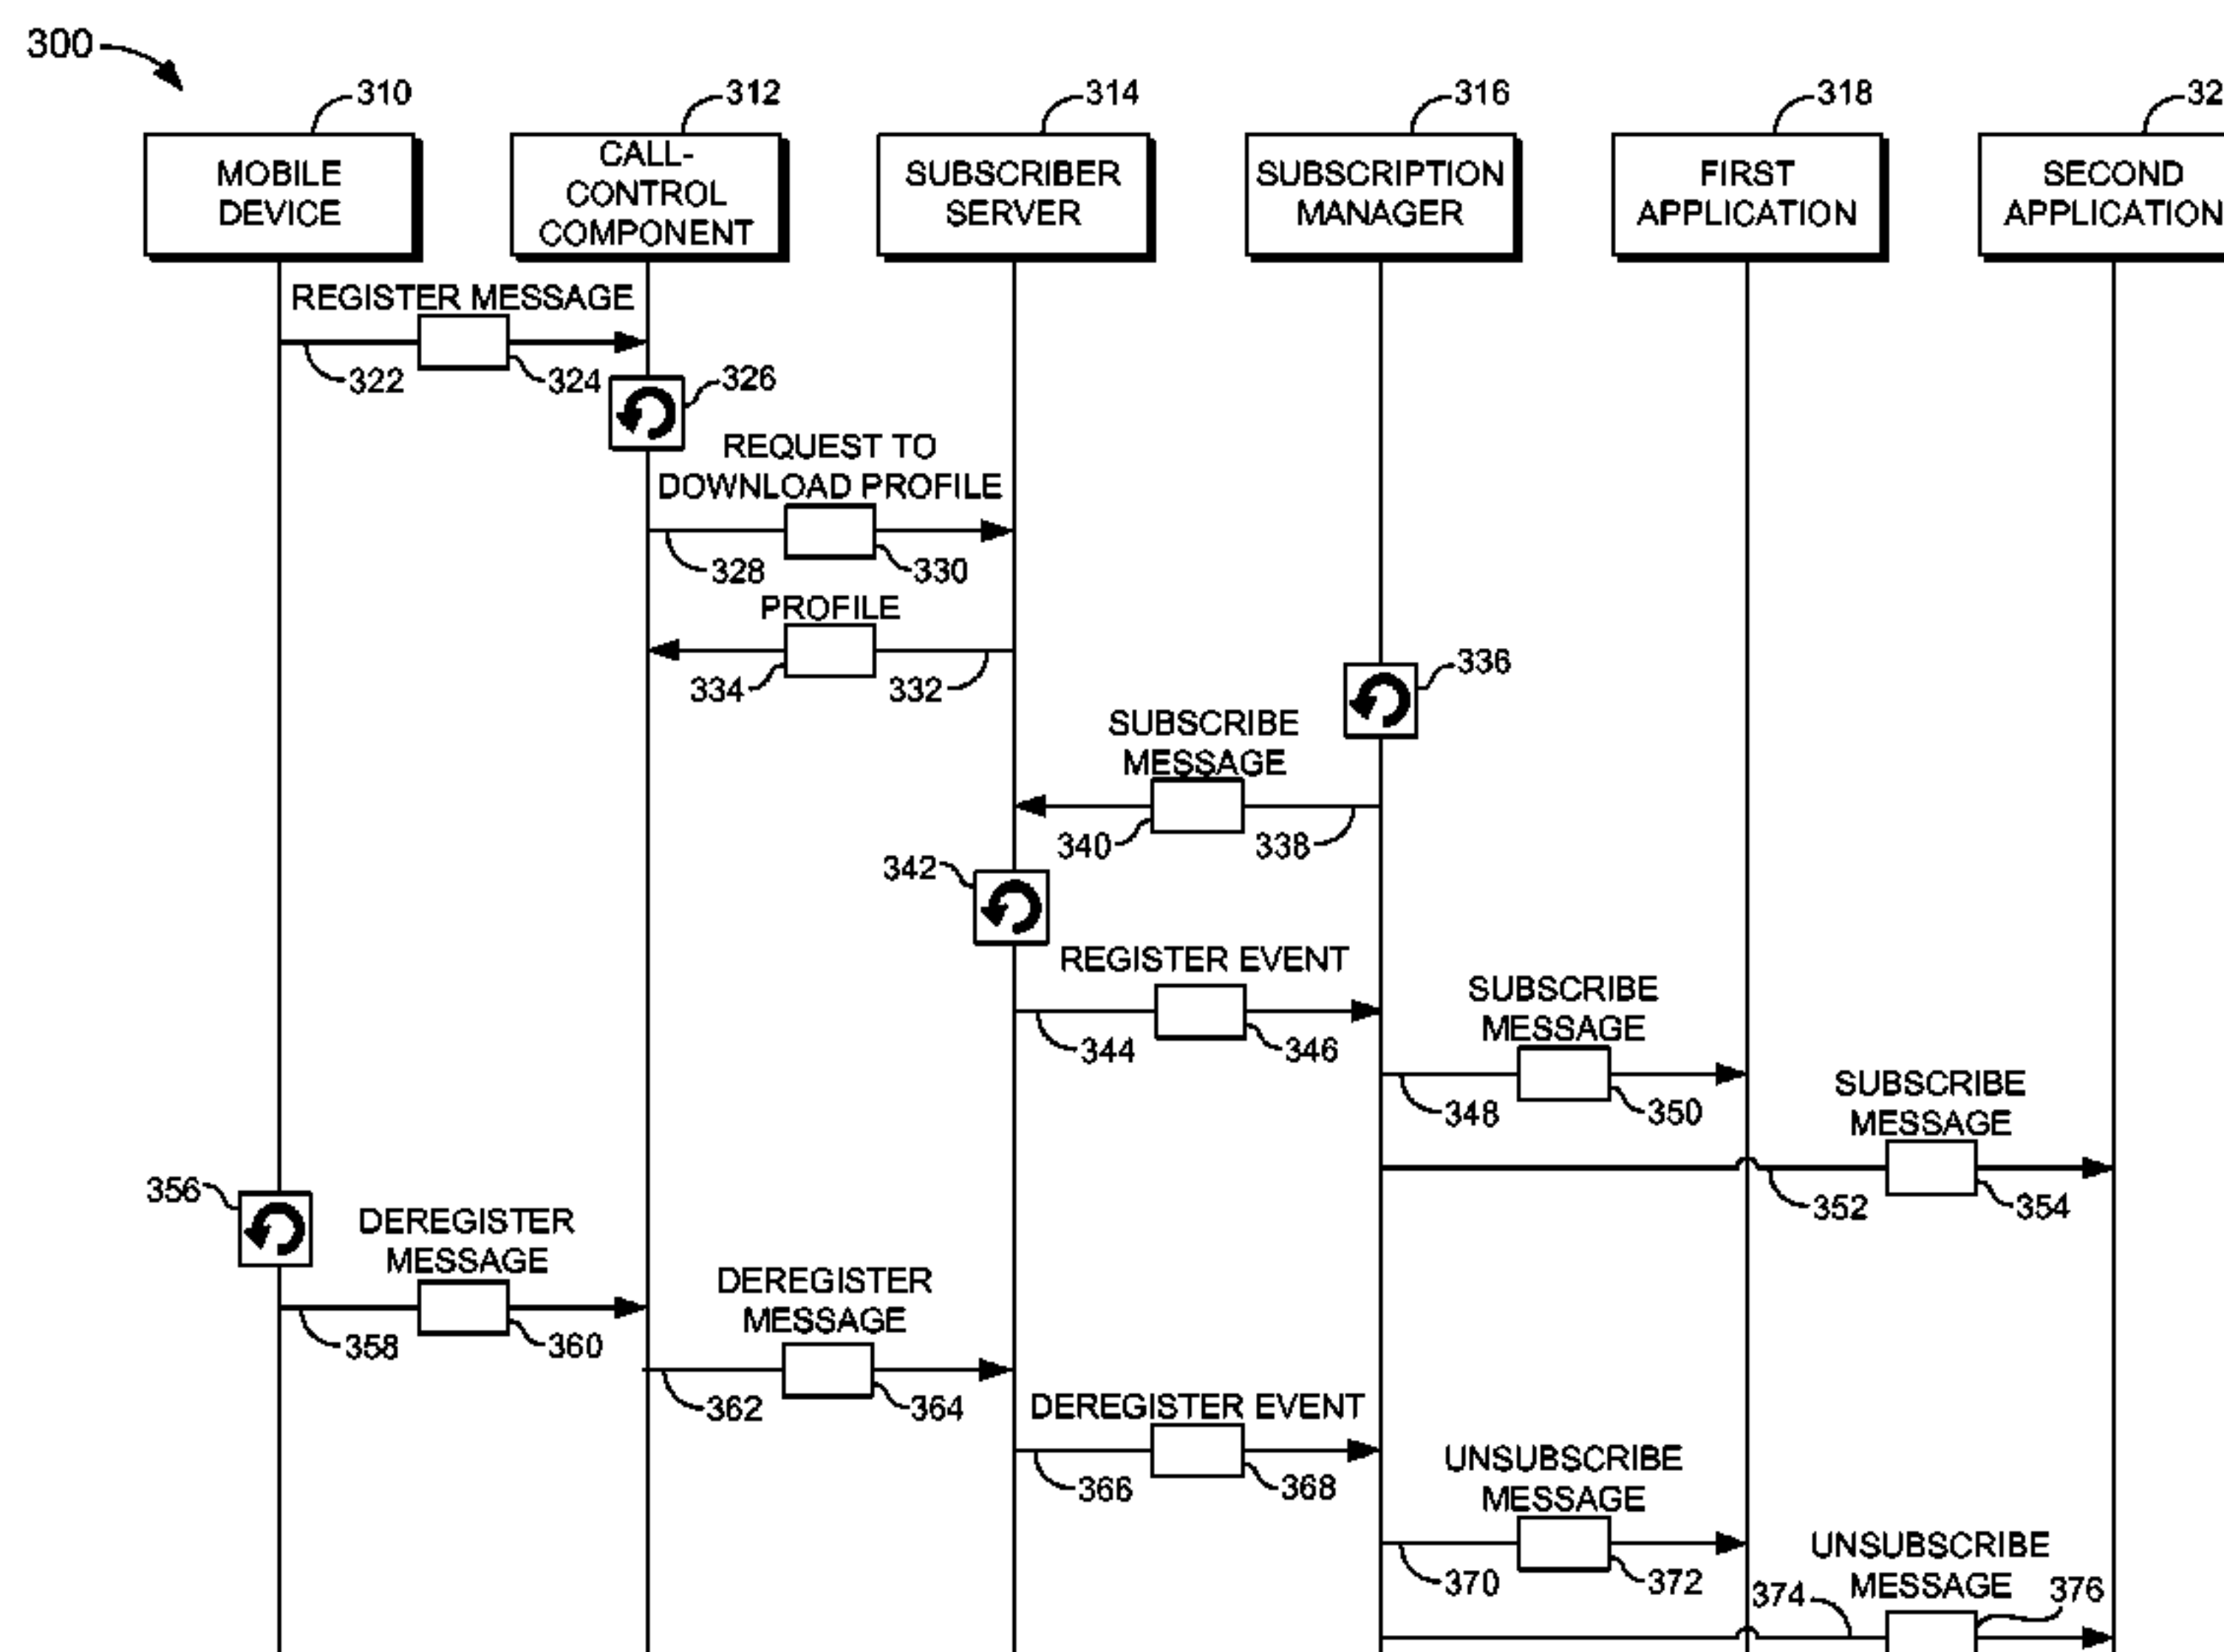 300
310
312
314
316
318
32
MOBILE
DEVICE
CALL-
CONTROL
COMPONENT
SUBSCRIBER
SERVER
SUBSCRIPTION
MANAGER
FIRST
APPLICATION
SECOND
APPLICATION
REGISTER MESSAGE
322
324
326
REQUEST TO
DOWNLOAD PROFILE
328
330
PROFILE
334
332
336
SUBSCRIBE
MESSAGE
340
338
342
REGISTER EVENT
344
346
SUBSCRIBE
MESSAGE
348
350
SUBSCRIBE
MESSAGE
352
354
356
DEREGISTER
MESSAGE
358
360
DEREGISTER
MESSAGE
362
364
DEREGISTER EVENT
366
368
UNSUBSCRIBE
MESSAGE
370
372
UNSUBSCRIBE
MESSAGE
374
376